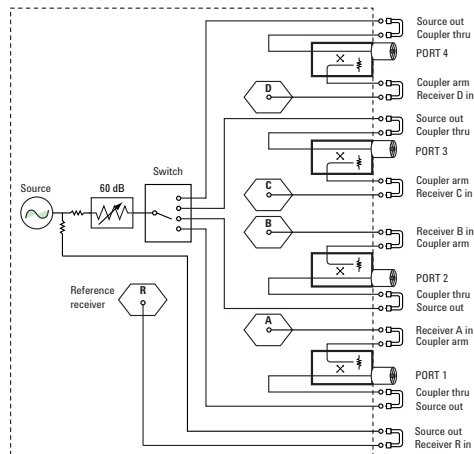 Source out
Coupler thru
PORT 4
Coupler arm
D
Receiver D in
Source out
Coupler thru
PORT 3
Switch
60 dB
Source
Coupler arm
C
Receiver C in
B
Receiver B in
Coupler arm
PORT 2
Reference
receiver
R
Coupler thru
Source out
A
Receiver A in
Coupler arm
PORT 1
Coupler thru
Source out
Source out
Receiver R in